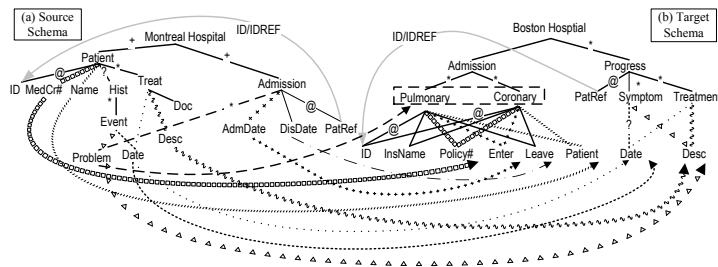 (a) Source Schema
Montreal Hospital
ID/IDREF
ID/IDREF
Boston Hosptial
(b) Target Schema
+
+
Patient
Admission
Progress
@
?
*
*
Treat
Admission
*
*
@
*
*
ID MedCr# Name Hist
Pulmonary
Coronary
PatRef Symptom Treatmen
*
*
Doc
*
@
@
@
Event
AdmDate
DisDate
PatRef
?
Desc
Problem
Date
ID
InsName
Policy#
Enter
Leave
Patient
Date
Desc